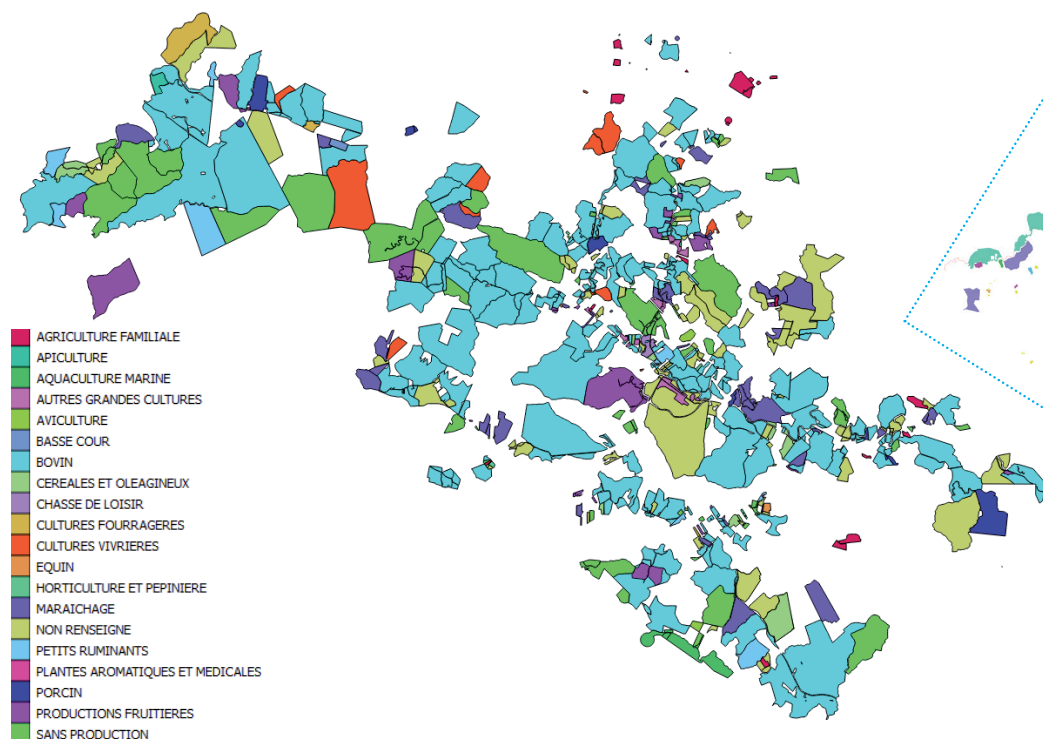 AGRICULTURE FAMILIALE
APICULTURE
AQUACULTURE MARINE
AUTRES GRANDES CULTURES
AVICULTURE
BASSE COUR
BOVIN
CEREALES ET OLEAGINEUX
CHASSE DE LOISIR
CULTURES FOURRAGERES
CULTURES VIVRIERES
EQUIN
HORTICULTURE ET PEPINIERE
MARAICHAGE
NON RENSEIGNE
PETITS RUMINANTS
PLANTES AROMATIQUES ET MEDICALES
PORCIN
PRODUCTIONS FRUITIERES
SANS PRODUCTION